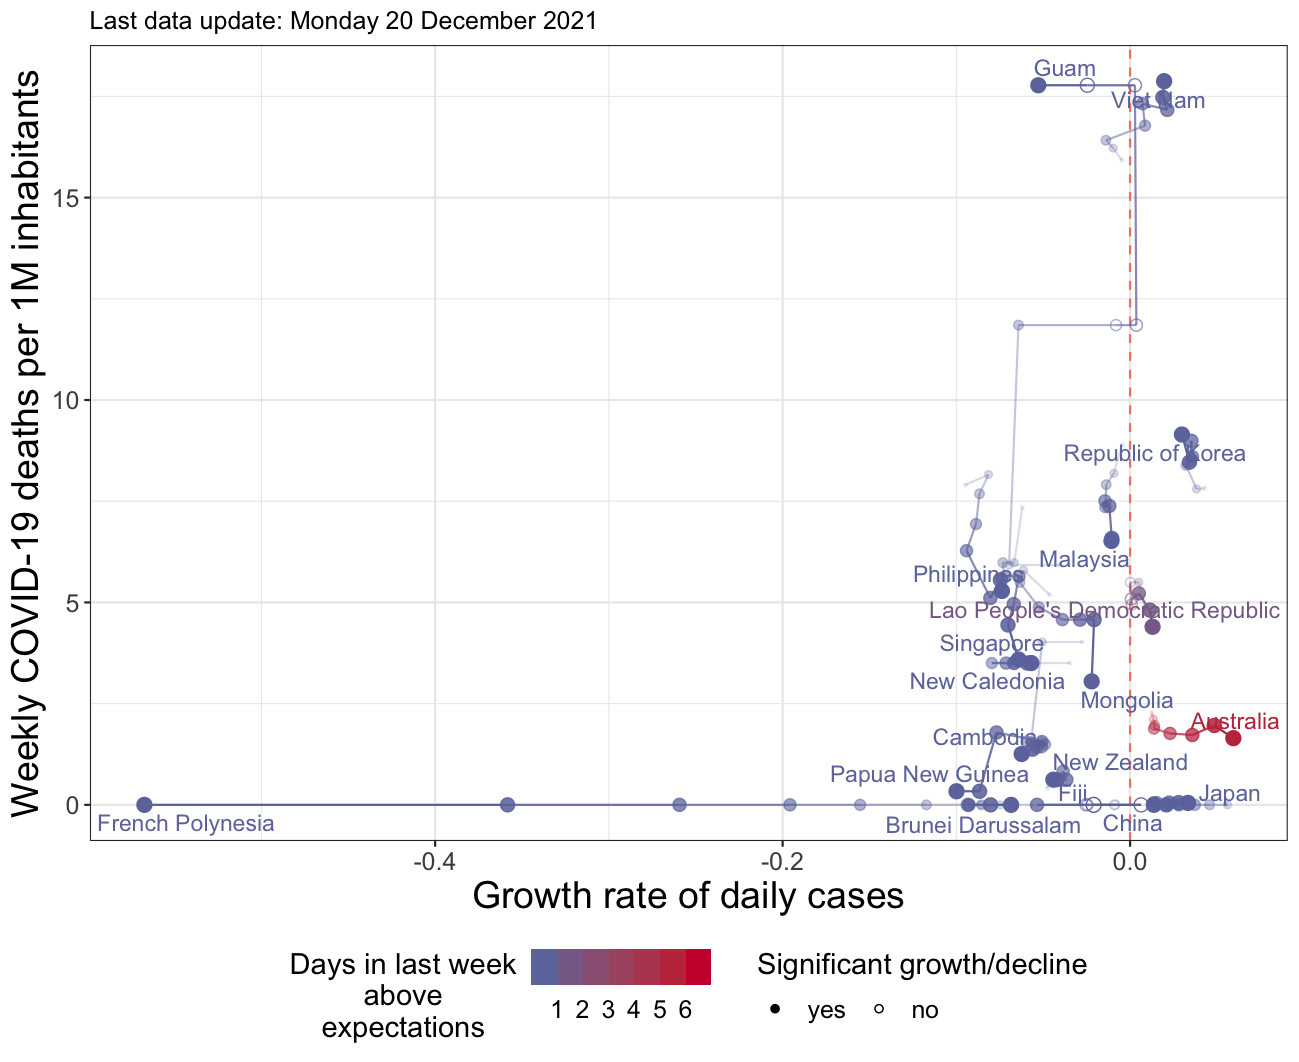 Last data update: Monday 20 December 2021
Weekly COVID-19 deaths per 1M inhabitants
15
10
5
0
Guam
Viet Nam
Republic of Korea
Malaysia
Philippines
Lao People's Democratic Republic
Singapore
New Caledonia
Mongolia
Australia
Cambodia
New Zealand
Papua New Guinea
Fiji
Japan
French Polynesia
Brunei Darussalam
China
-0.4
-0.2
0.0
Growth rate of daily cases
Days in last week
above
expectations
1 2 3 4 5 6
Significant growth/decline
yes
no